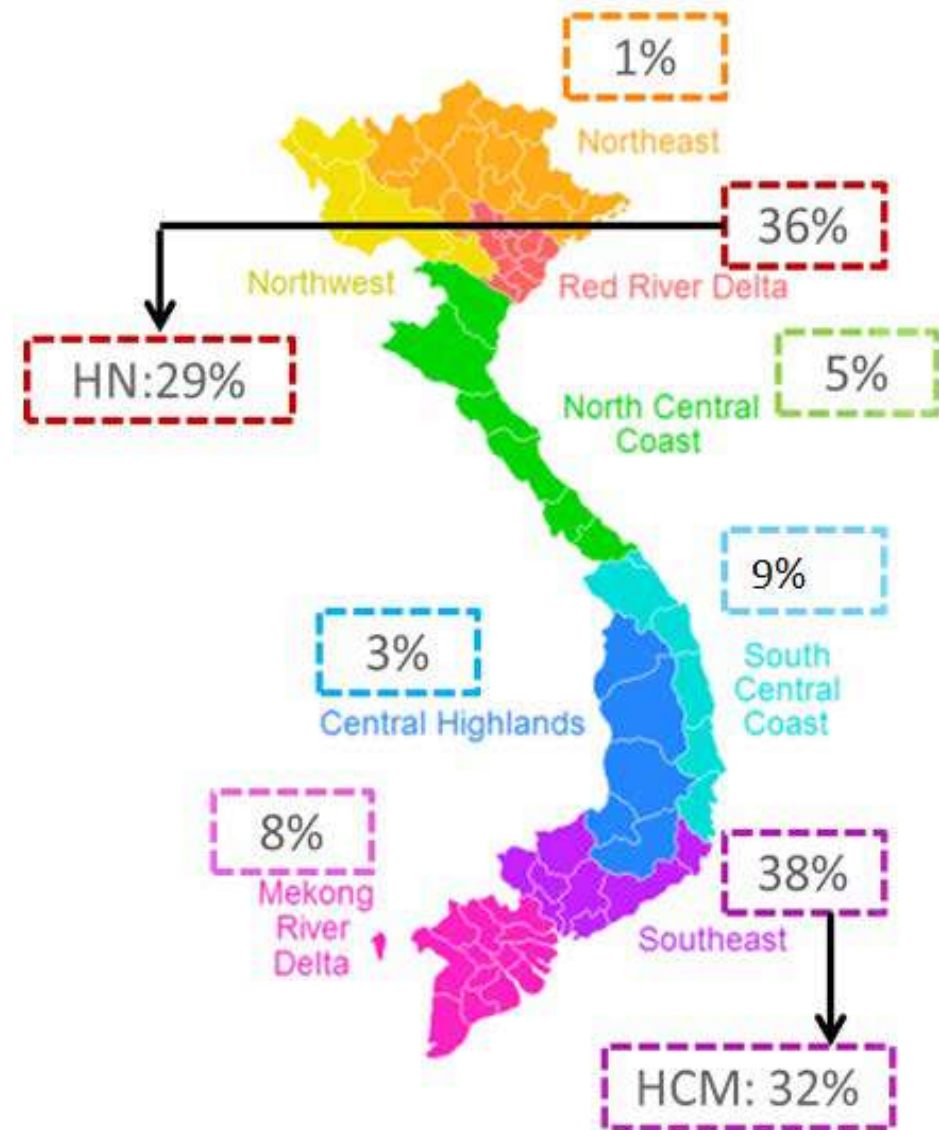 1%
Northeast
36%
Northwest
Red River Delta
HN:29%
5%
North Central
Coast
9%
3%
South
Central
Coast
Central Highlands
8%
Mekong
River
Delta
38%
Southeast
HCM: 32%